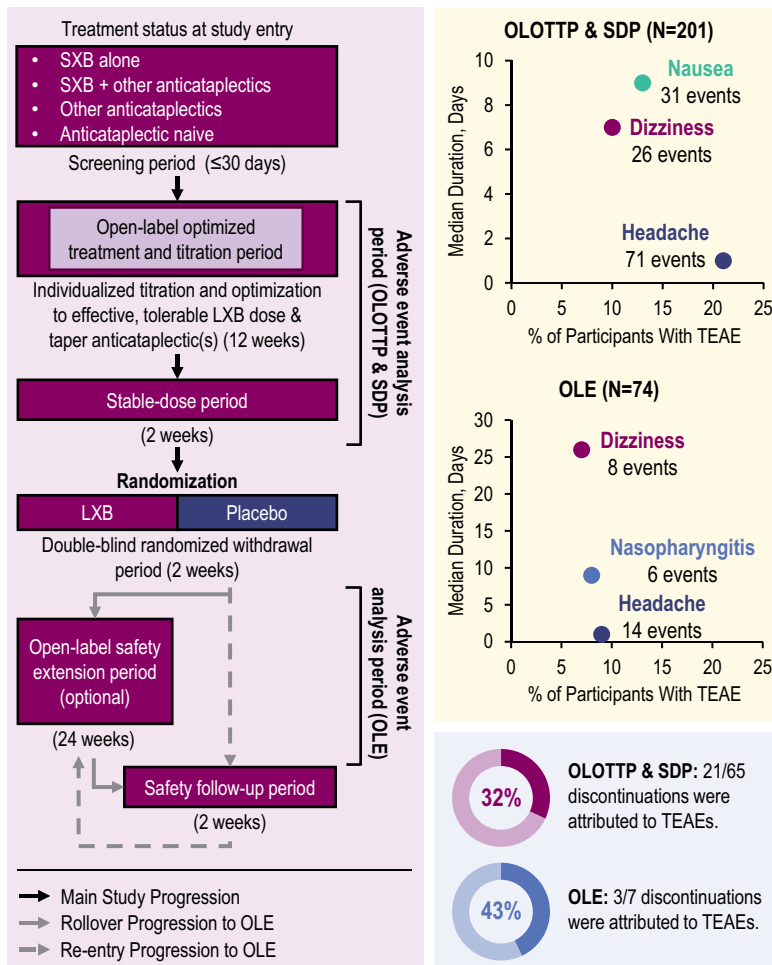 Treatment status at study entry
• SXB alone
• SXB + other anticataplectics
• Other anticataplectics
• Anticataplectic naive
Screening period (≤30 days)
Open-label optimized
treatment and titration period
Individualized titration and optimization
to effective, tolerable LXB dose &
taper anticataplectic(s) (12 weeks)
Stable-dose period
(2 weeks)
Adverse event analysis
period (OLOTTP & SDP)
Randomization
LXB
Placebo
Double-blind randomized withdrawal
period (2 weeks)
Open-label safety
extension period
(optional)
(24 weeks)
Safety follow-up period
(2 weeks)
Adverse event
analysis period (OLE)
Main Study Progression
Rollover Progression to OLE
Re-entry Progression to OLE
OLOTTP & SDP (N=201)
Median Duration, Days
10
8
6
4
2
0
Nausea
31 events
Dizziness
26 events
Headache
71 events
0 5 10 15 20 25
% of Participants With TEAE
OLE (N=74)
Median Duration, Days
30
25
20
15
10
5
0
Dizziness
8 events
Nasopharyngitis
6 events
Headache
14 events
0 5 10 15 20 25
% of Participants With TEAE
32%
OLOTTP & SDP: 21/65
discontinuations were
attributed to TEAEs.
43%
OLE: 3/7 discontinuations
were attributed to TEAEs.